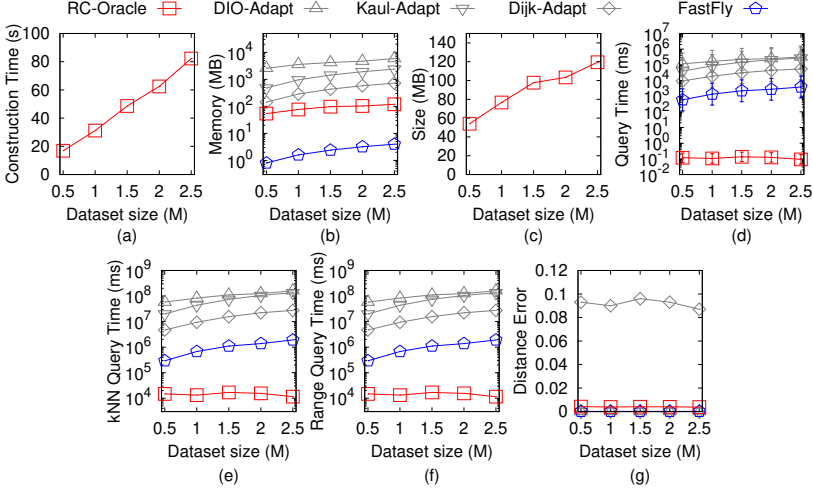 RC-Oracle DIO-Adapt Kaul-Adapt Dijk-Adapt FastFly
Construction Time (s)
100
80
60
40
20
0
0.5 1 1.5 2 2.5
Dataset size (M)
(a)
Memory (MB)
10^4
10^3
10^2
10^1
10^0
0.5 1 1.5 2 2.5
Dataset size (M)
(b)
Size (MB)
140
120
100
80
60
40
20
0
0.5 1 1.5 2 2.5
Dataset size (M)
(c)
Query Time (ms)
10^7
10^6
10^5
10^4
10^3
10^2
10^1
10^0
10^-1
10^-2
0.5 1 1.5 2 2.5
Dataset size (M)
(d)
kNN Query Time (ms)
10^9
10^8
10^7
10^6
10^5
10^4
0.5 1 1.5 2 2.5
Dataset size (M)
(e)
Range Query Time (ms)
10^9
10^8
10^7
10^6
10^5
10^4
0.5 1 1.5 2 2.5
Dataset size (M)
(f)
Distance Error
0.12
0.1
0.08
0.06
0.04
0.02
0
0.5 1 1.5 2 2.5
Dataset size (M)
(g)